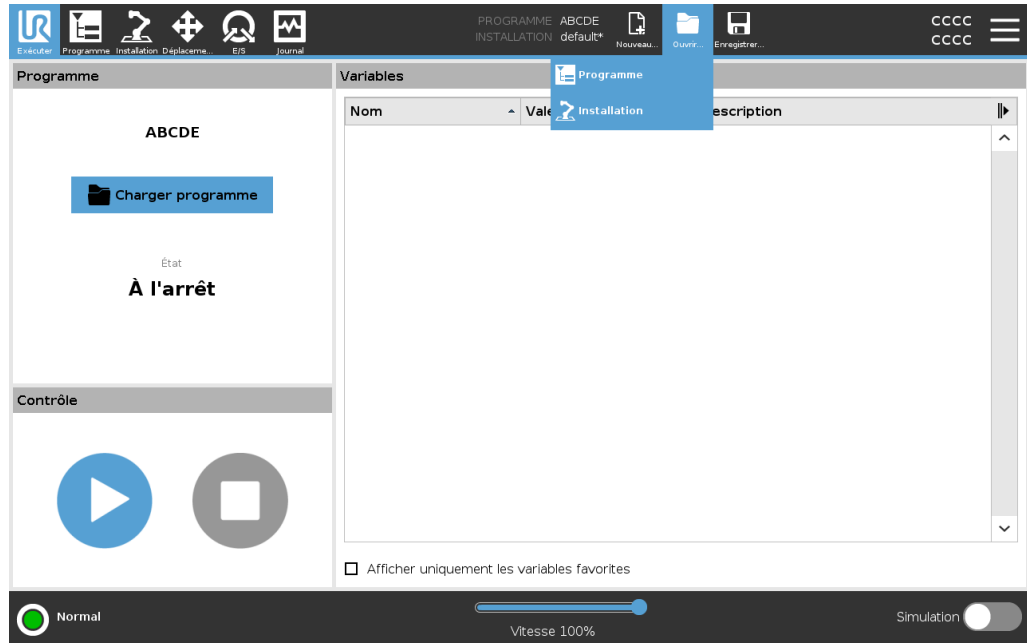 PROGRAMME ABCDE
INSTALLATION default*
CCCC
CCCC
Exécuter Programme Installation Déplaceme... E/S Journal Nouveau... Ouvrir... Enregistrer...
Programme
Installation
Programme
ABCDE
Charger programme
État
À l'arrêt
Contrôle
Variables
Nom Vale escription
Afficher uniquement les variables favorites
Normal
Vitesse 100%
Simulation